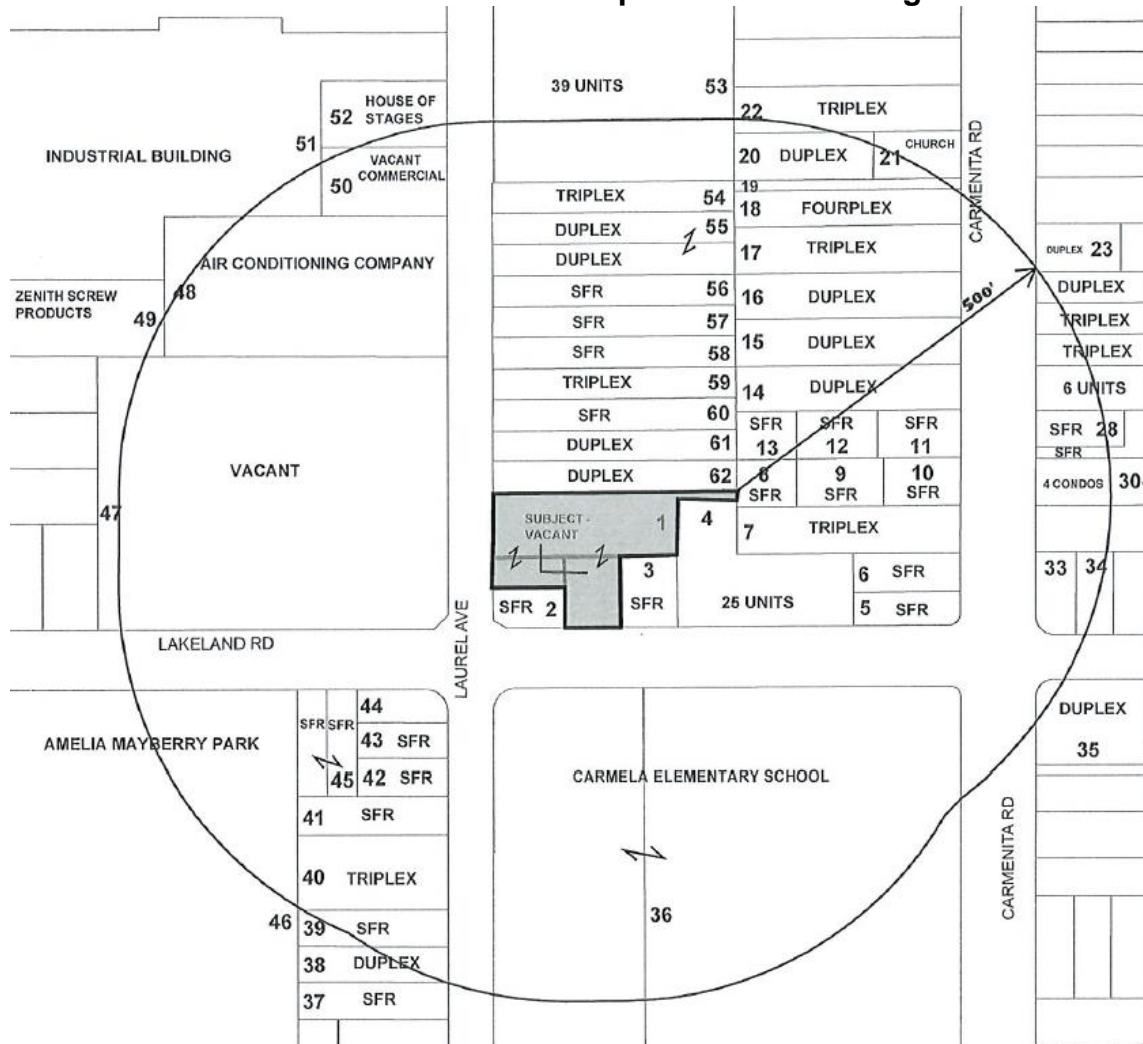 39 UNITS
53
52 HOUSE OF
STAGES
51
INDUSTRIAL BUILDING
VACANT
COMMERCIAL
50
22 TRIPLEX
20 DUPLEX
21 CHURCH
CARMENITA RD
19
TRIPLEX 54
18 FOURPLEX
DUPLEX 55
DUPLEX
17 TRIPLEX
DUPLEX 23
AIR CONDITIONING COMPANY
48
ZENITH SCREW
PRODUCTS
49
SFR 56
16 DUPLEX
500'
DUPLEX
SFR 57
TRIPLEX
SFR 58
15 DUPLEX
TRIPLEX
TRIPLEX 59
14 DUPLEX
6 UNITS
SFR 60
SFR
13
SFR
12
SFR
11
SFR 28
SFR
DUPLEX 61
VACANT
DUPLEX 62
8
SFR
9
SFR
10
SFR
4 CONDOS 30-
47
SUBJECT -
VACANT
1
4
7 TRIPLEX
3
SFR
6 SFR
33 34
SFR 2
25 UNITS
5 SFR
LAKELAND RD
LAUREL AVE
SFR SFR
44
43 SFR
45
42 SFR
AMELIA MAYBERRY PARK
CARMELA ELEMENTARY SCHOOL
DUPLEX
35
41 SFR
40 TRIPLEX
CARMENITA RD
46
39 SFR
36
38 DUPLEX
37 SFR